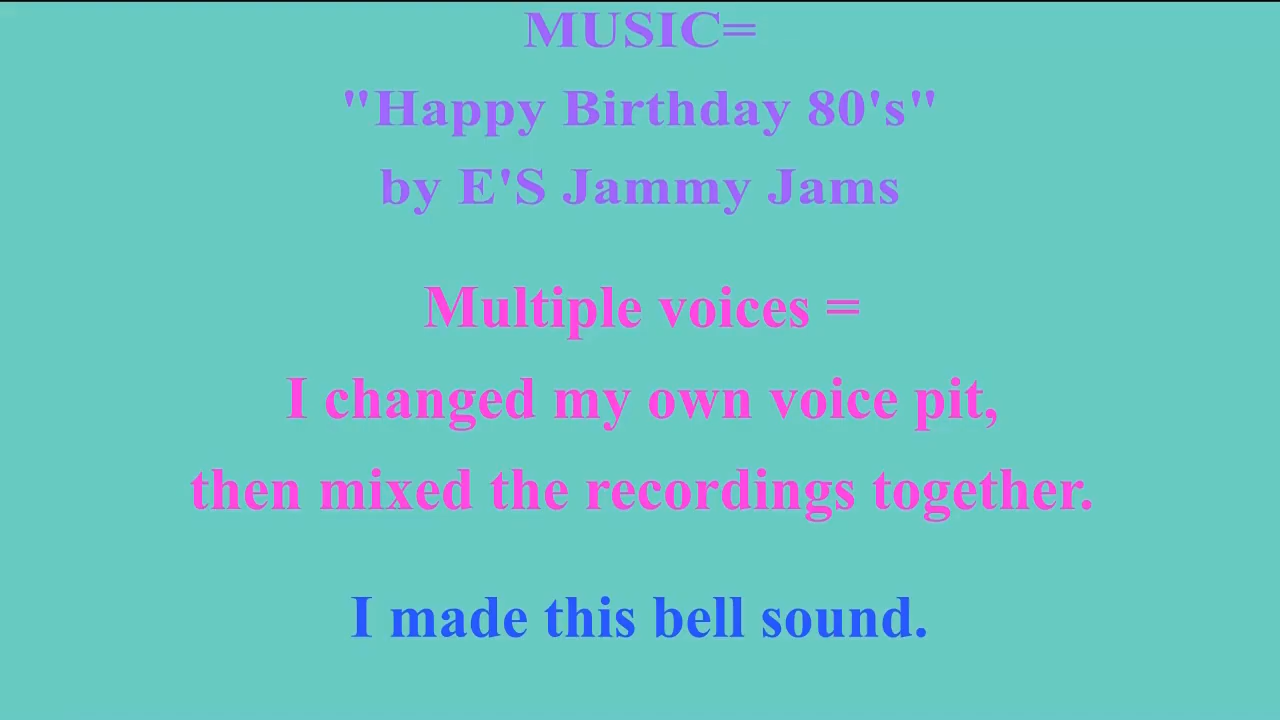 MUSIC=
"Happy Birthday 80's"
by E'S Jammy Jams
Multiple voices =
I changed my own voice pit,
then mixed the recordings together.
I made this bell sound.